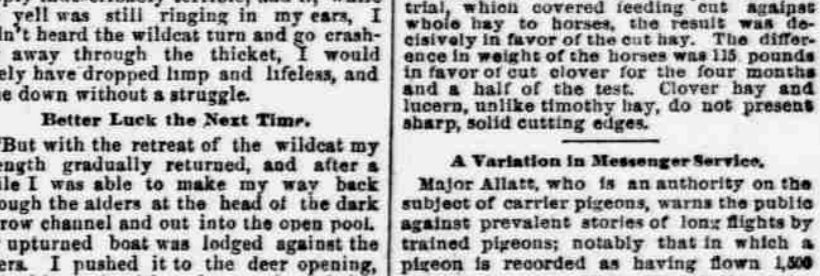 yell was still ringing in my ears, I
n't heard the wildcat turn and go crash-
away through the thicket, I would
ely have dropped limp and lifeless, and
e down without a struggle.
Better Luck the Next Time.
"But with the retreat of the wildcat my
ength gradually returned, and after a
ile I was able to make my way back
ough the alders at the head of the dark
row channel and out into the open pool.
upturned boat was lodged against the
ers. I pushed it to the deer opening,
trial, which covered feeding cut against
whole hay to horses, the result was de-
cisively in favor of the cut hay. The differ-
ence in weight of the horses was 115 pounds
in favor of cut clover for the four months
and a half of the test. Clover hay and
lucern, unlike timothy hay, do not present
sharp, solid cutting edges.
A Variation in Messenger Service.
Major Allatt, who is an authority on the
subject of carrier pigeons, warns the public
against prevalent stories of long flights by
trained pigeons; notably that in which a
pigeon is recorded as having flown 1,500